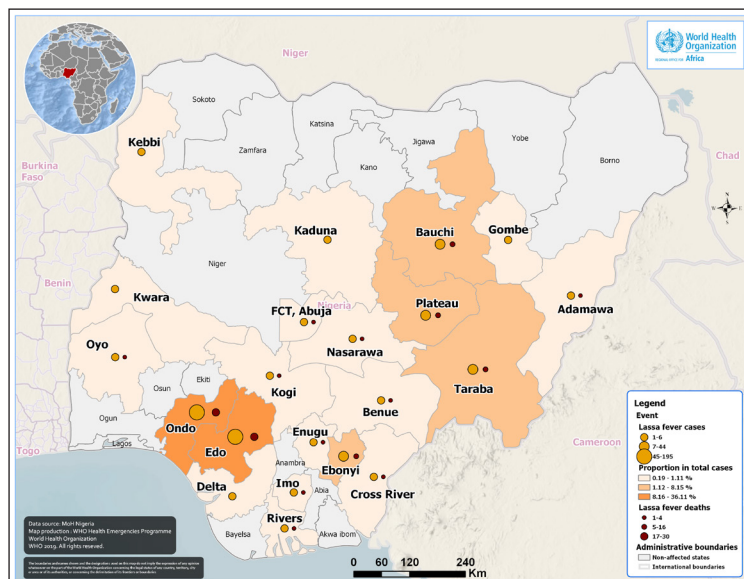 World Health
Organization
REGIONAL OFFICE FOR Africa
Niger
Sokoto
Katsina
Kebbi
Zamfara
Jigawa
Yobe
Kano
Borno
Burkina
Faso
Chad
Kaduna
Bauchi
Gombe
Niger
Benin
Kwara
FCT, Abuja
Nigeria
Plateau
Adamawa
Oyo
Nasarawa
Osun
Ekiti
Kogi
Taraba
Benue
Ogun
Ondo
Edo
Enugu
Togo
Lagos
Anambra
Ebonyi
Cameroon
Delta
Imo
Abia
Cross River
Rivers
Bayelsa
Akwa ibom
N
W
E
S
Legend
Event
Lassa fever cases
1-6
7-44
45-195
Proportion in total cases
0.19 - 1.11 %
1.12 - 8.15 %
8.16 - 36.11 %
Lassa fever deaths
1-4
5-16
17-30
Administrative boundaries
Non-affected states
International boundaries
Data source: MoH Nigeria
Map production : WHO Health Emergencies Programme
World Health Organization
WHO 2019. All rights reseved.
0
60
120
240
Km